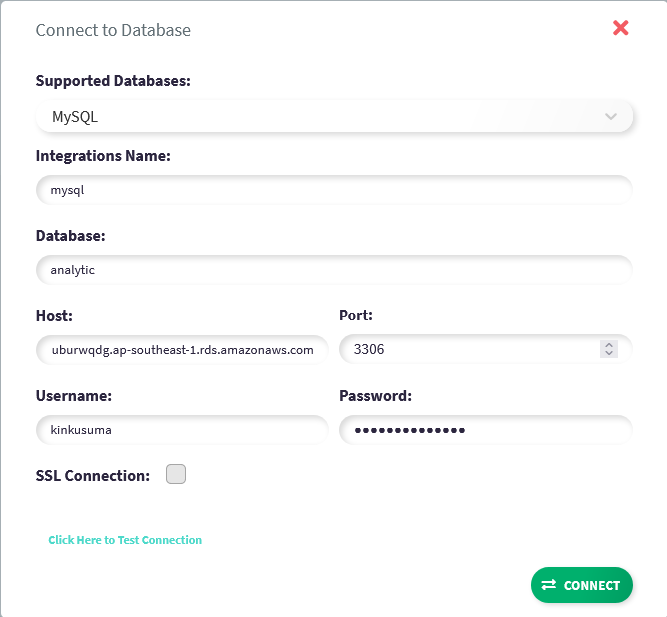 Connect to Database
Supported Databases:
MySQL
Integrations Name:
mysql
Database:
analytic
Host:
Port:
uburwqdg.ap-southeast-1.rds.amazonaws.com
3306
Username:
Password:
kinkusuma
••••••••••••••
SSL Connection:
Click Here to Test Connection
CONNECT